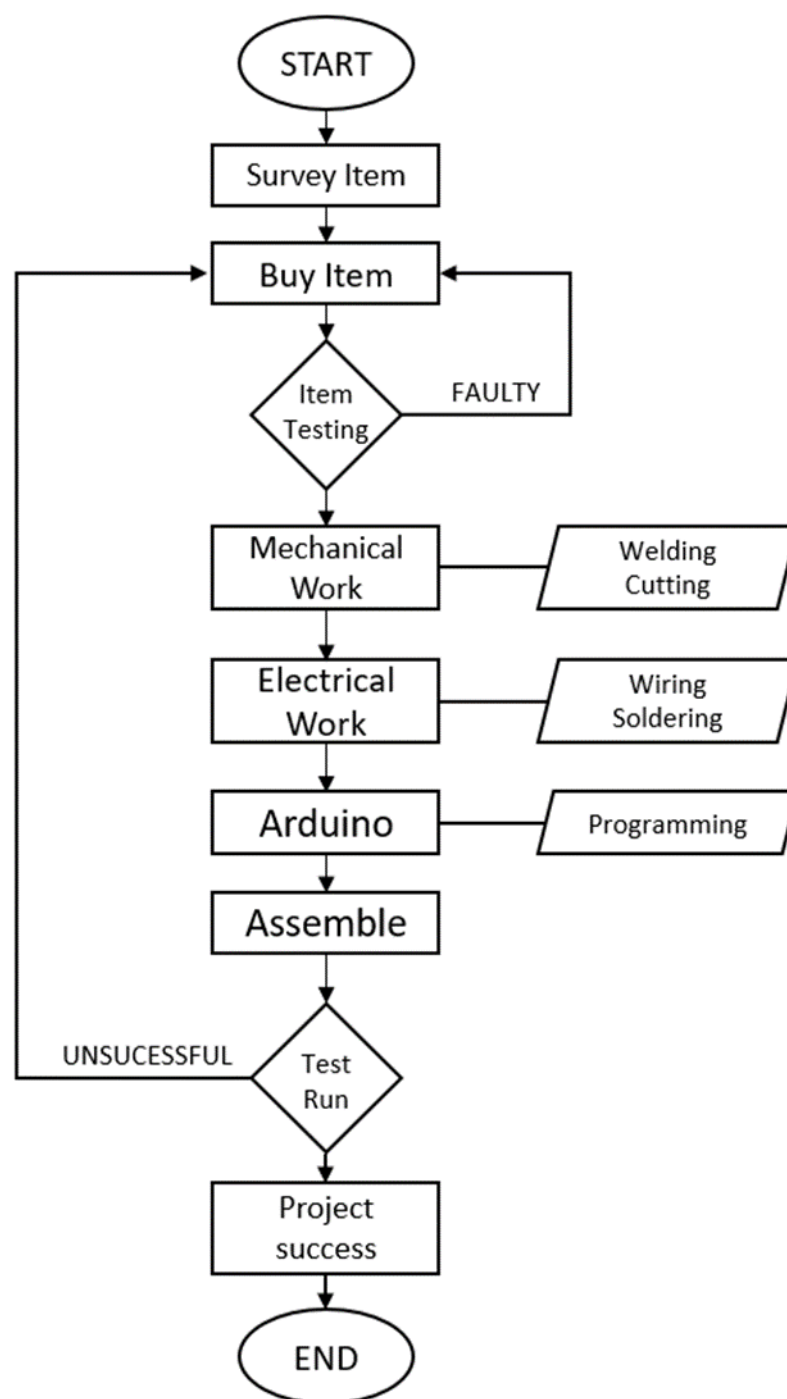 START
Survey Item
Buy Item
Item
Testing
FAULTY
Mechanical
Work
Welding
Cutting
Electrical
Work
Wiring
Soldering
Arduino
Programming
Assemble
UNSUCESSFUL
Test
Run
Project
success
END